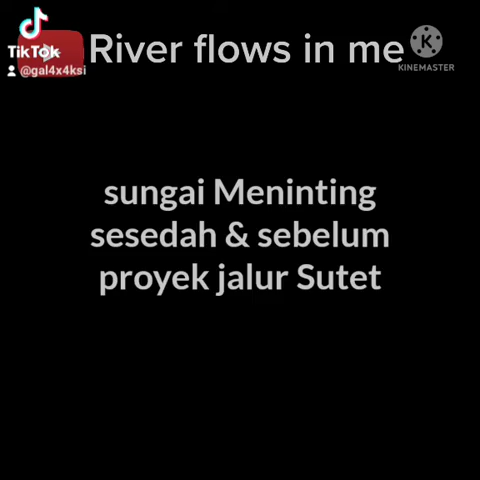 TikTok
@gal4x4ksi
River flows in me
KINEMASTER
sungai Meninting
sesedah & sebelum
proyek jalur Sutet